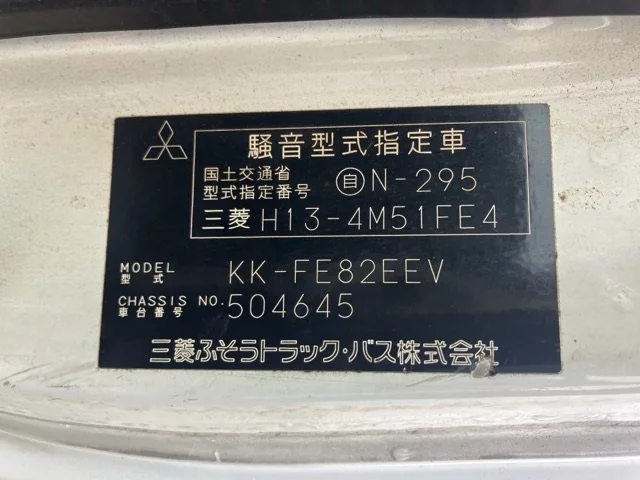 騒音型式指定車
国土交通省
型式指定番号 自N-295
三菱 H13-4M51FE4
MODEL
型式 KK-FE82EEV
CHASSIS NO.
車台番号 504645
三菱ふそうトラック・バス株式会社